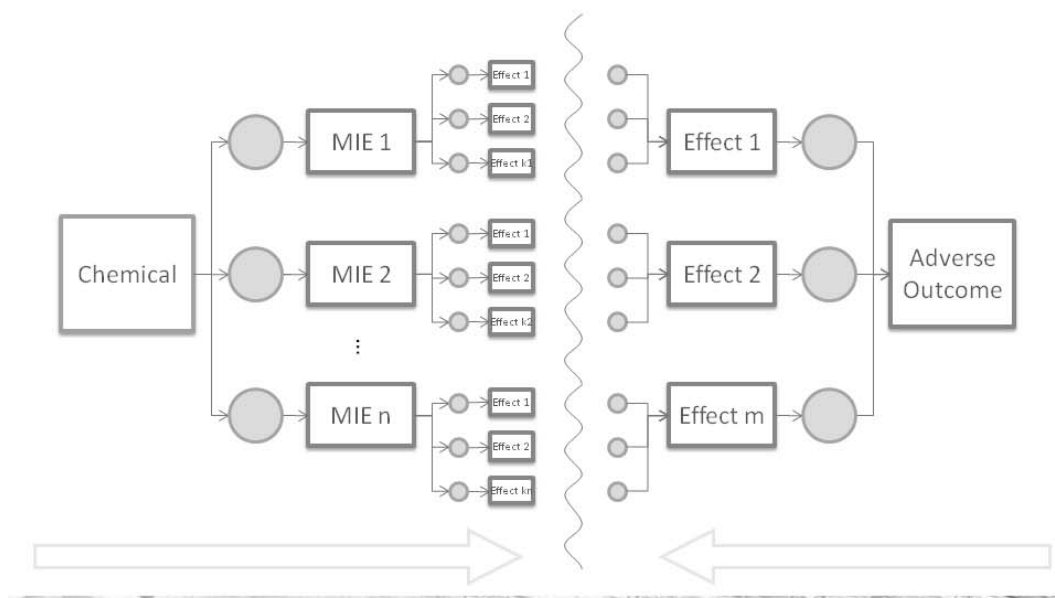 Chemical
MIE 1
Effect 1
Effect 2
Effect k1
MIE 2
Effect 1
Effect 2
Effect k2
⋮
MIE n
Effect 1
Effect 2
Effect kn
Effect 1
Effect 2
Effect m
Adverse
Outcome